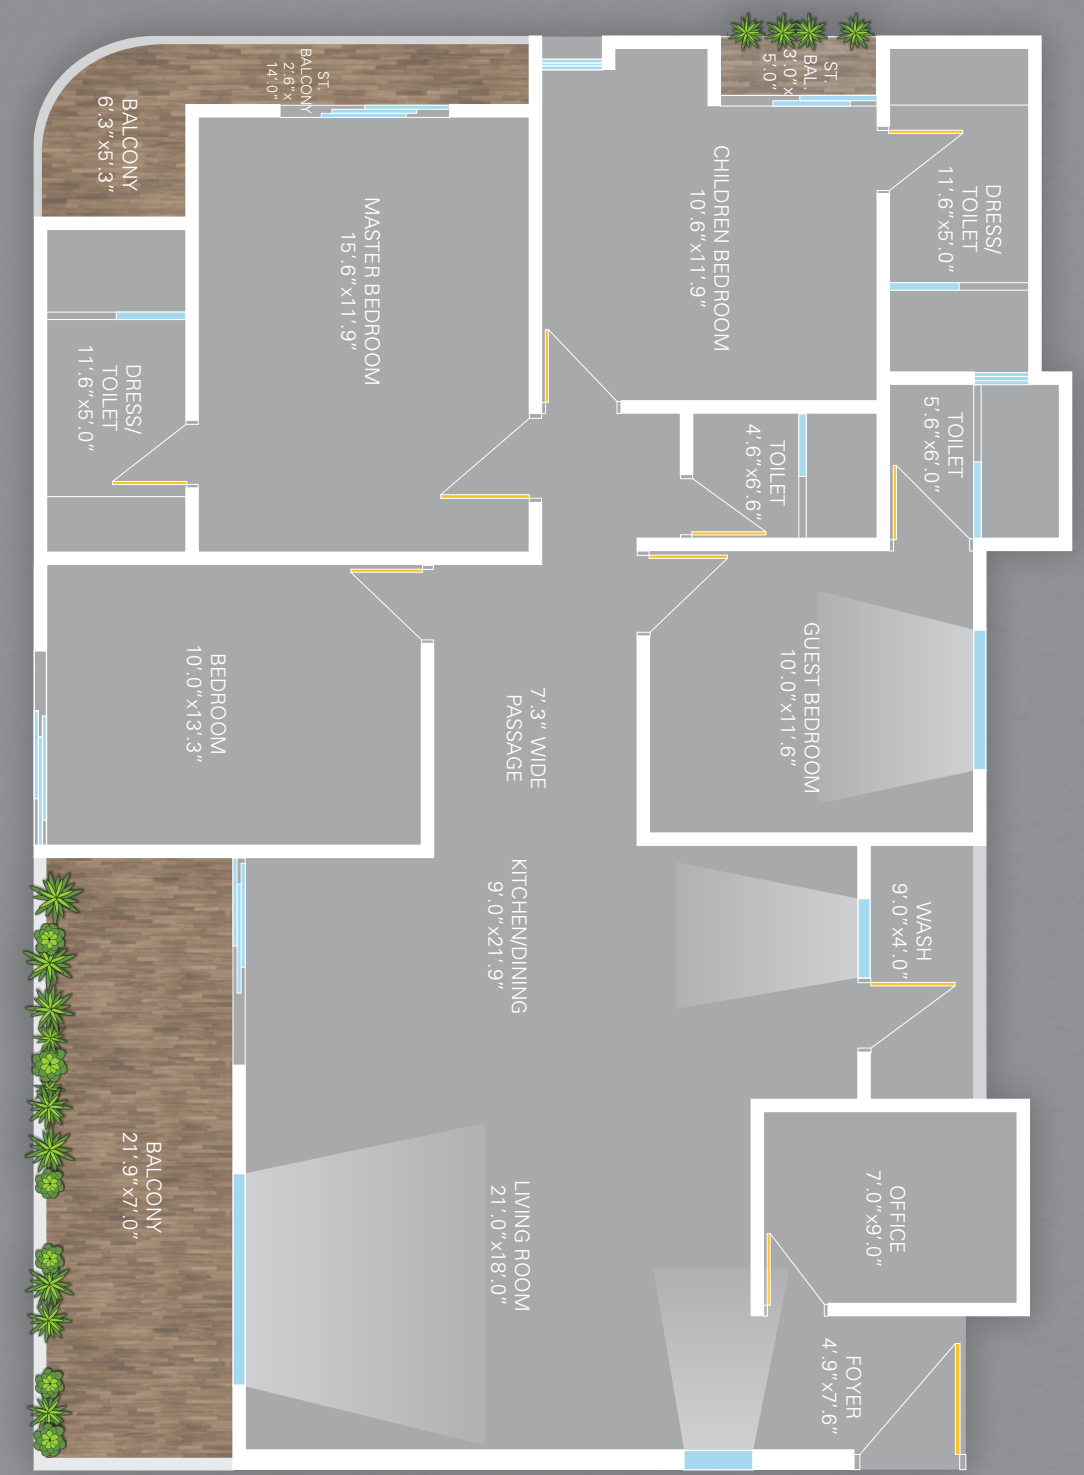 ST.
BALCONY
2'.6"x
14'.0"
BALCONY
6'.3"x5'.3"
ST.
BAL.
3'.0"x
5'.0"
MASTER BEDROOM
15'.6"x11'.9"
CHILDREN BEDROOM
10'.6"x11'.9"
DRESS/
TOILET
11'.6"x5'.0"
DRESS/
TOILET
11'.6"x5'.0"
TOILET
4'.6"x6'.6"
TOILET
5'.6"x6'.0"
BEDROOM
10'.0"x13'.3"
7'.3" WIDE
PASSAGE
GUEST BEDROOM
10'.0"x11'.6"
KITCHEN/DINING
9'.0"x21'.9"
WASH
9'.0"x4'.0"
BALCONY
21'.9"x7'.0"
LIVING ROOM
21'.0"x18'.0"
OFFICE
7'.0"x9'.0"
FOYER
4'.9"x7'.6"